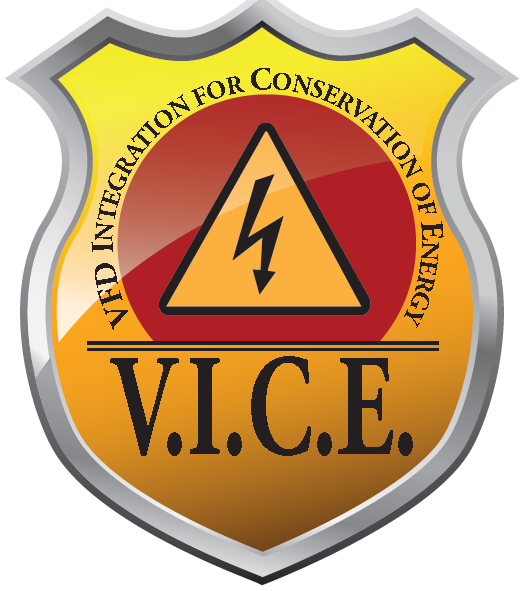 VFD INTEGRATION FOR CONSERVATION OF ENERGY
V.I.C.E.